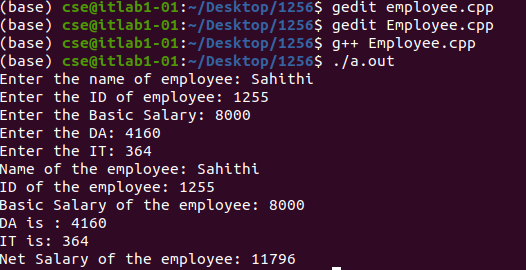 (base) cse@itlab1-01:~/Desktop/1256$ gedit employee.cpp
(base) cse@itlab1-01:~/Desktop/1256$ gedit Employee.cpp
(base) cse@itlab1-01:~/Desktop/1256$ g++ Employee.cpp
(base) cse@itlab1-01:~/Desktop/1256$ ./a.out
Enter the name of employee: Sahithi
Enter the ID of employee: 1255
Enter the Basic Salary: 8000
Enter the DA: 4160
Enter the IT: 364
Name of the employee: Sahithi
ID of the employee: 1255
Basic Salary of the employee: 8000
DA is : 4160
IT is: 364
Net Salary of the employee: 11796